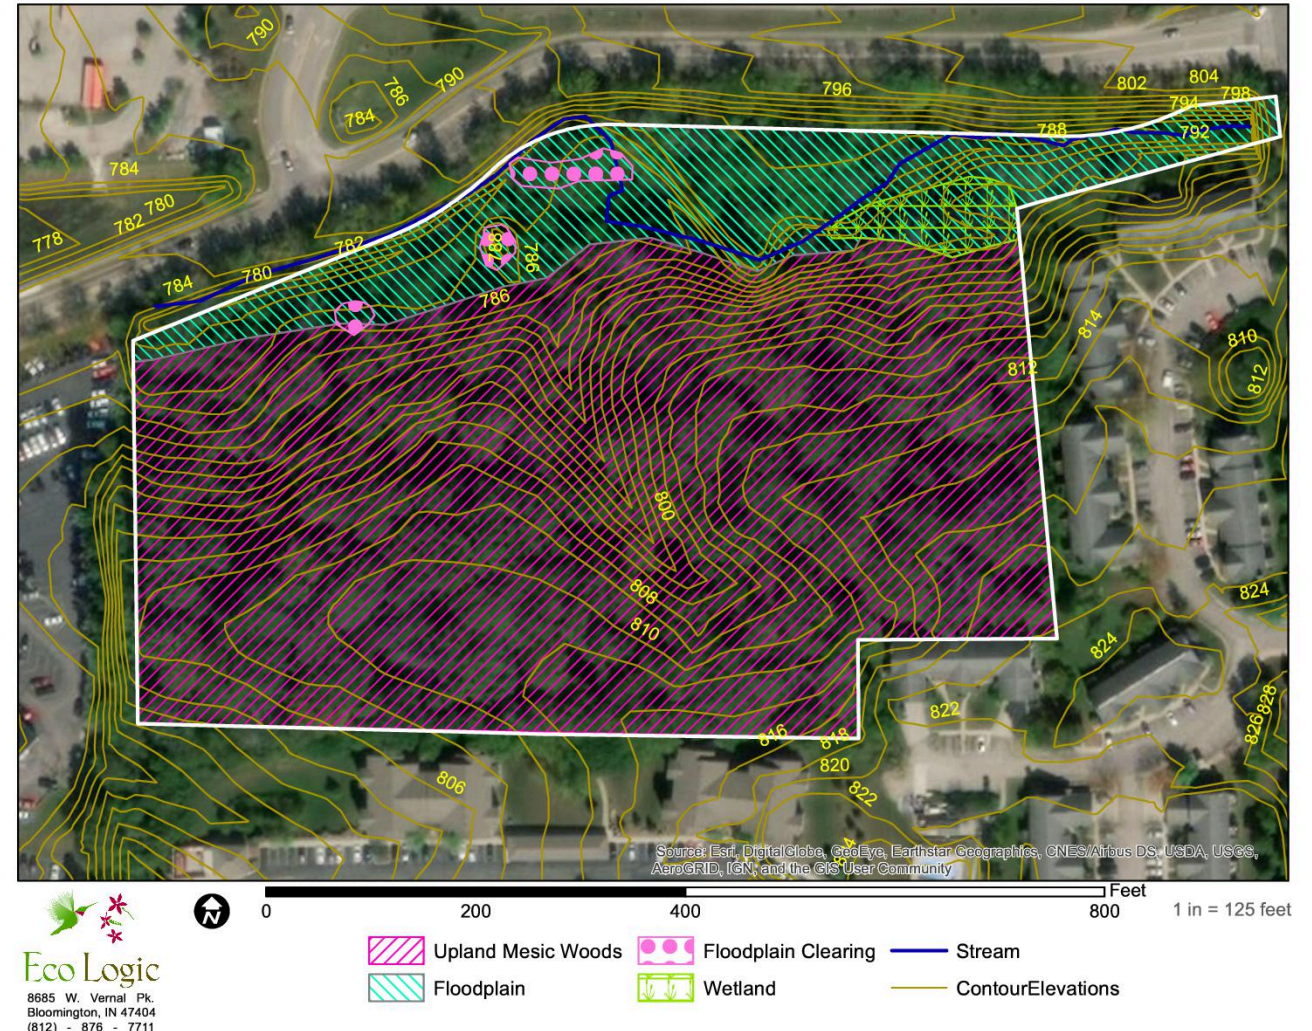 790
790
786
784
796
802
804
798
794
792
788
784
782
780
778
782
780
784
786
788
786
814
812
810
812
800
808
810
824
824
822
828
826
816
818
820
822
806
Source: Esri, DigitalGlobe, GeoEye, Earthstar Geographics, CNES/Airbus DS, USDA, USGS,
AeroGRID, IGN, and the GIS User Community
Feet
0 200 400 800
1 in = 125 feet
N
Upland Mesic Woods
Floodplain Clearing
Stream
Floodplain
Wetland
ContourElevations
Eco Logic
8685 W. Vernal Pk.
Bloomington, IN 47404
(812) - 876 - 7711